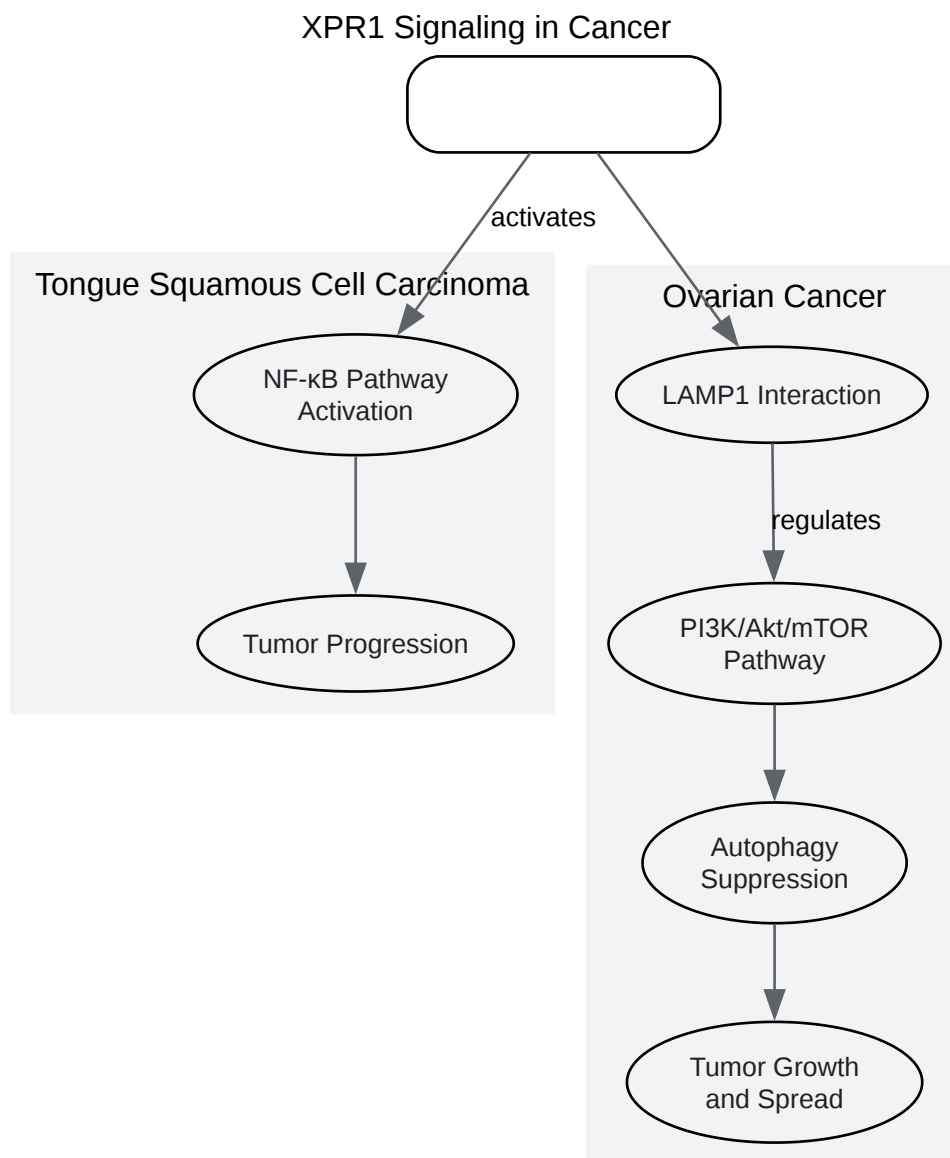 XPR1 Signaling in Cancer
activates
Tongue Squamous Cell Carcinoma
NF-κB Pathway
Activation
Tumor Progression
Ovarian Cancer
LAMP1 Interaction
regulates
PI3K/Akt/mTOR
Pathway
Autophagy
Suppression
Tumor Growth
and Spread